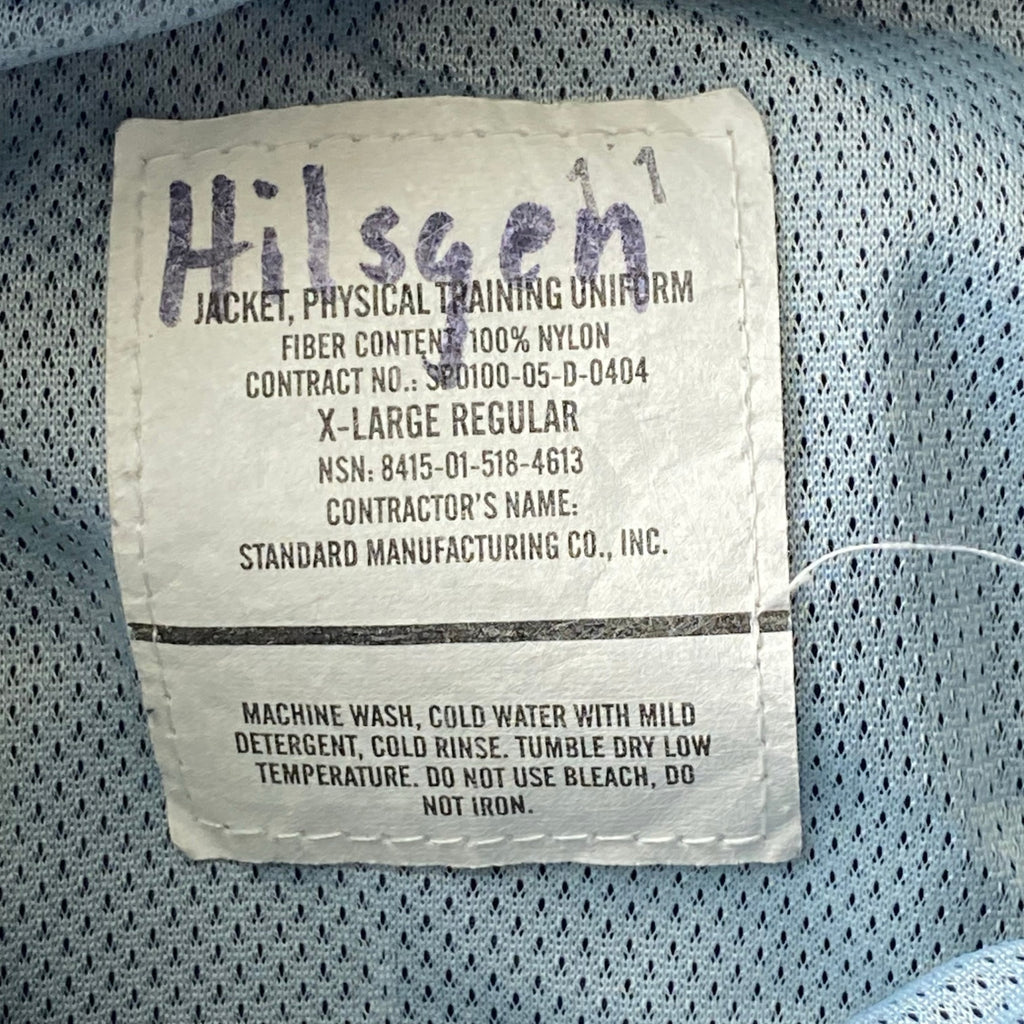 11
Hilsgen
JACKET, PHYSICAL TRAINING UNIFORM
FIBER CONTENT 100% NYLON
CONTRACT NO.: SP0100-05-D-0404
X-LARGE REGULAR
NSN: 8415-01-518-4613
CONTRACTOR'S NAME:
STANDARD MANUFACTURING CO., INC.
MACHINE WASH, COLD WATER WITH MILD
DETERGENT, COLD RINSE. TUMBLE DRY LOW
TEMPERATURE. DO NOT USE BLEACH, DO
NOT IRON.